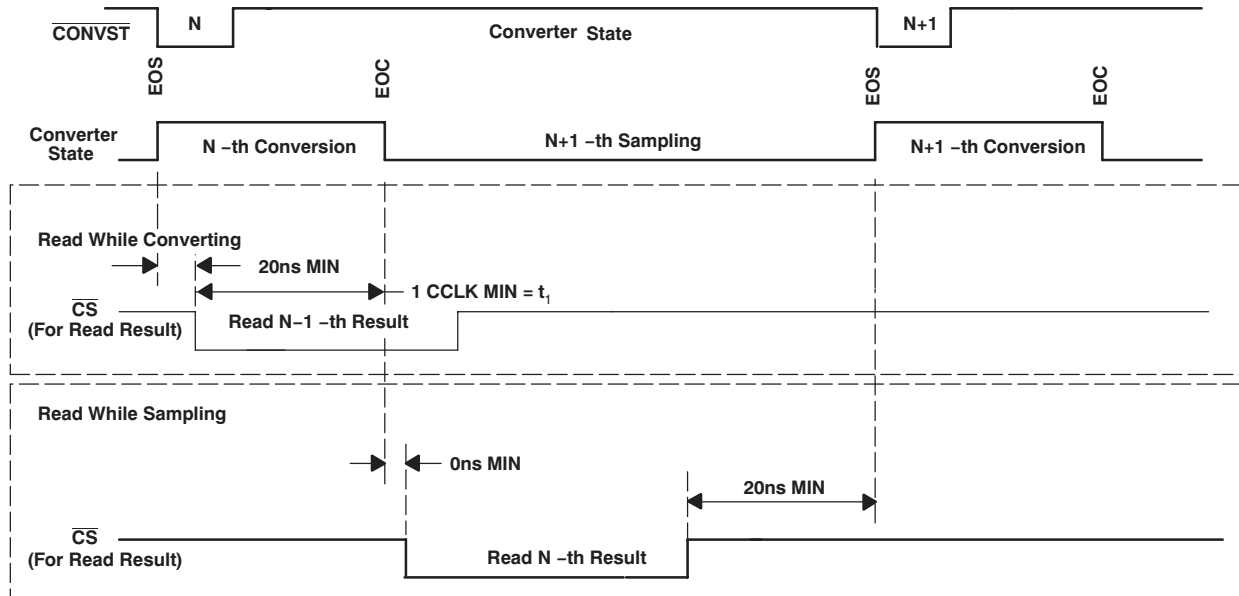 CONVST
N
Converter State
N+1
EOS
EOC
EOS
EOC
Converter
State
N −th Conversion
N+1 −th Sampling
N+1 −th Conversion
Read While Converting
20ns MIN
1 CCLK MIN = t₁
CS
(For Read Result)
Read N−1 −th Result
Read While Sampling
0ns MIN
20ns MIN
CS
(For Read Result)
Read N −th Result